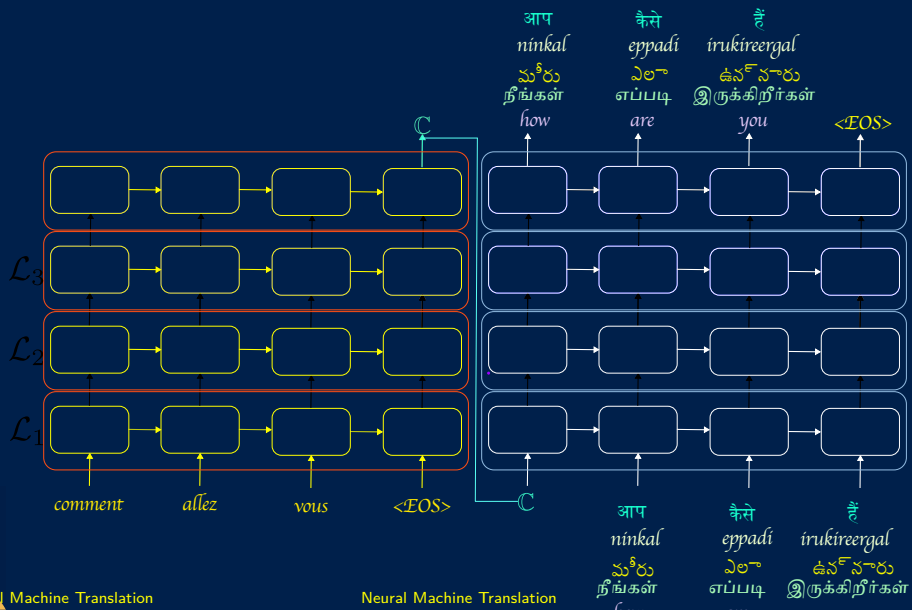 आप कैसे हैं
ninkal eppadi irukireergal
మీరు ఎలా ఉన్నారు
நீங்கள் எப்படி இருக்கிறீர்கள்
ℂ how are you <EOS>
ℒ3
ℒ2
ℒ1
comment allez vous <EOS> ℂ
आप कैसे हैं
ninkal eppadi irukireergal
మీరు ఎలా ఉన్నారు
நீங்கள் எப்படி இருக்கிறீர்கள்
Machine Translation Neural Machine Translation